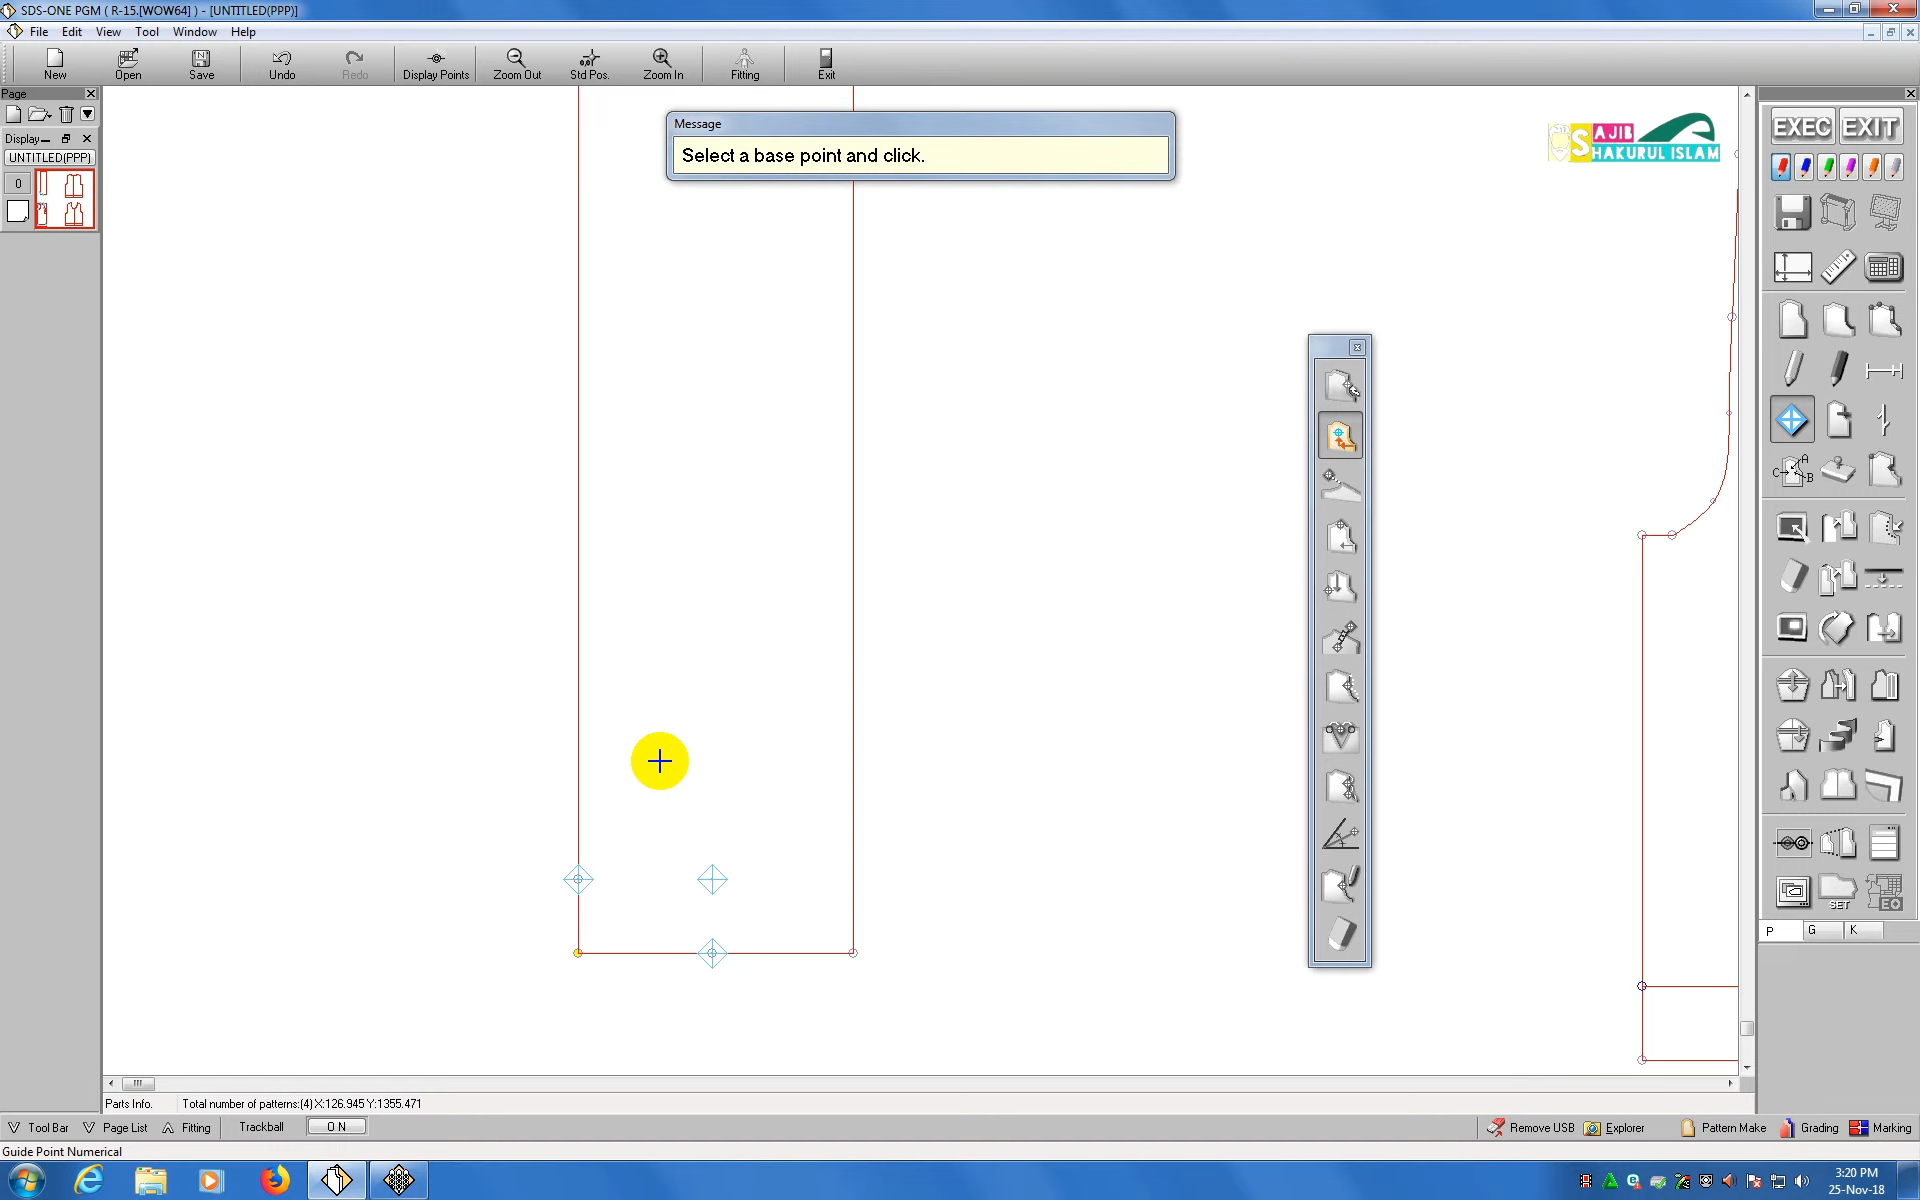 SDS-ONE PGM ( R-15.[WOW64] ) - [UNTITLED(PPP)]
File Edit View Tool Window Help
New Open Save Undo Redo Display Points Zoom Out Std Pos. Zoom In Fitting Exit
Page
Display
UNTITLED(PPP)
0
Message
Select a base point and click.
SAJIB
SHAKURUL ISLAM
EXEC EXIT
A
C
B
SET
EO
P G K
Parts Info. Total number of patterns:(4)X:126.945 Y:1355.471
Tool Bar Page List Fitting Trackball ON Remove USB Explorer Pattern Make Grading Marking
Guide Point Numerical
3:20 PM
25-Nov-18